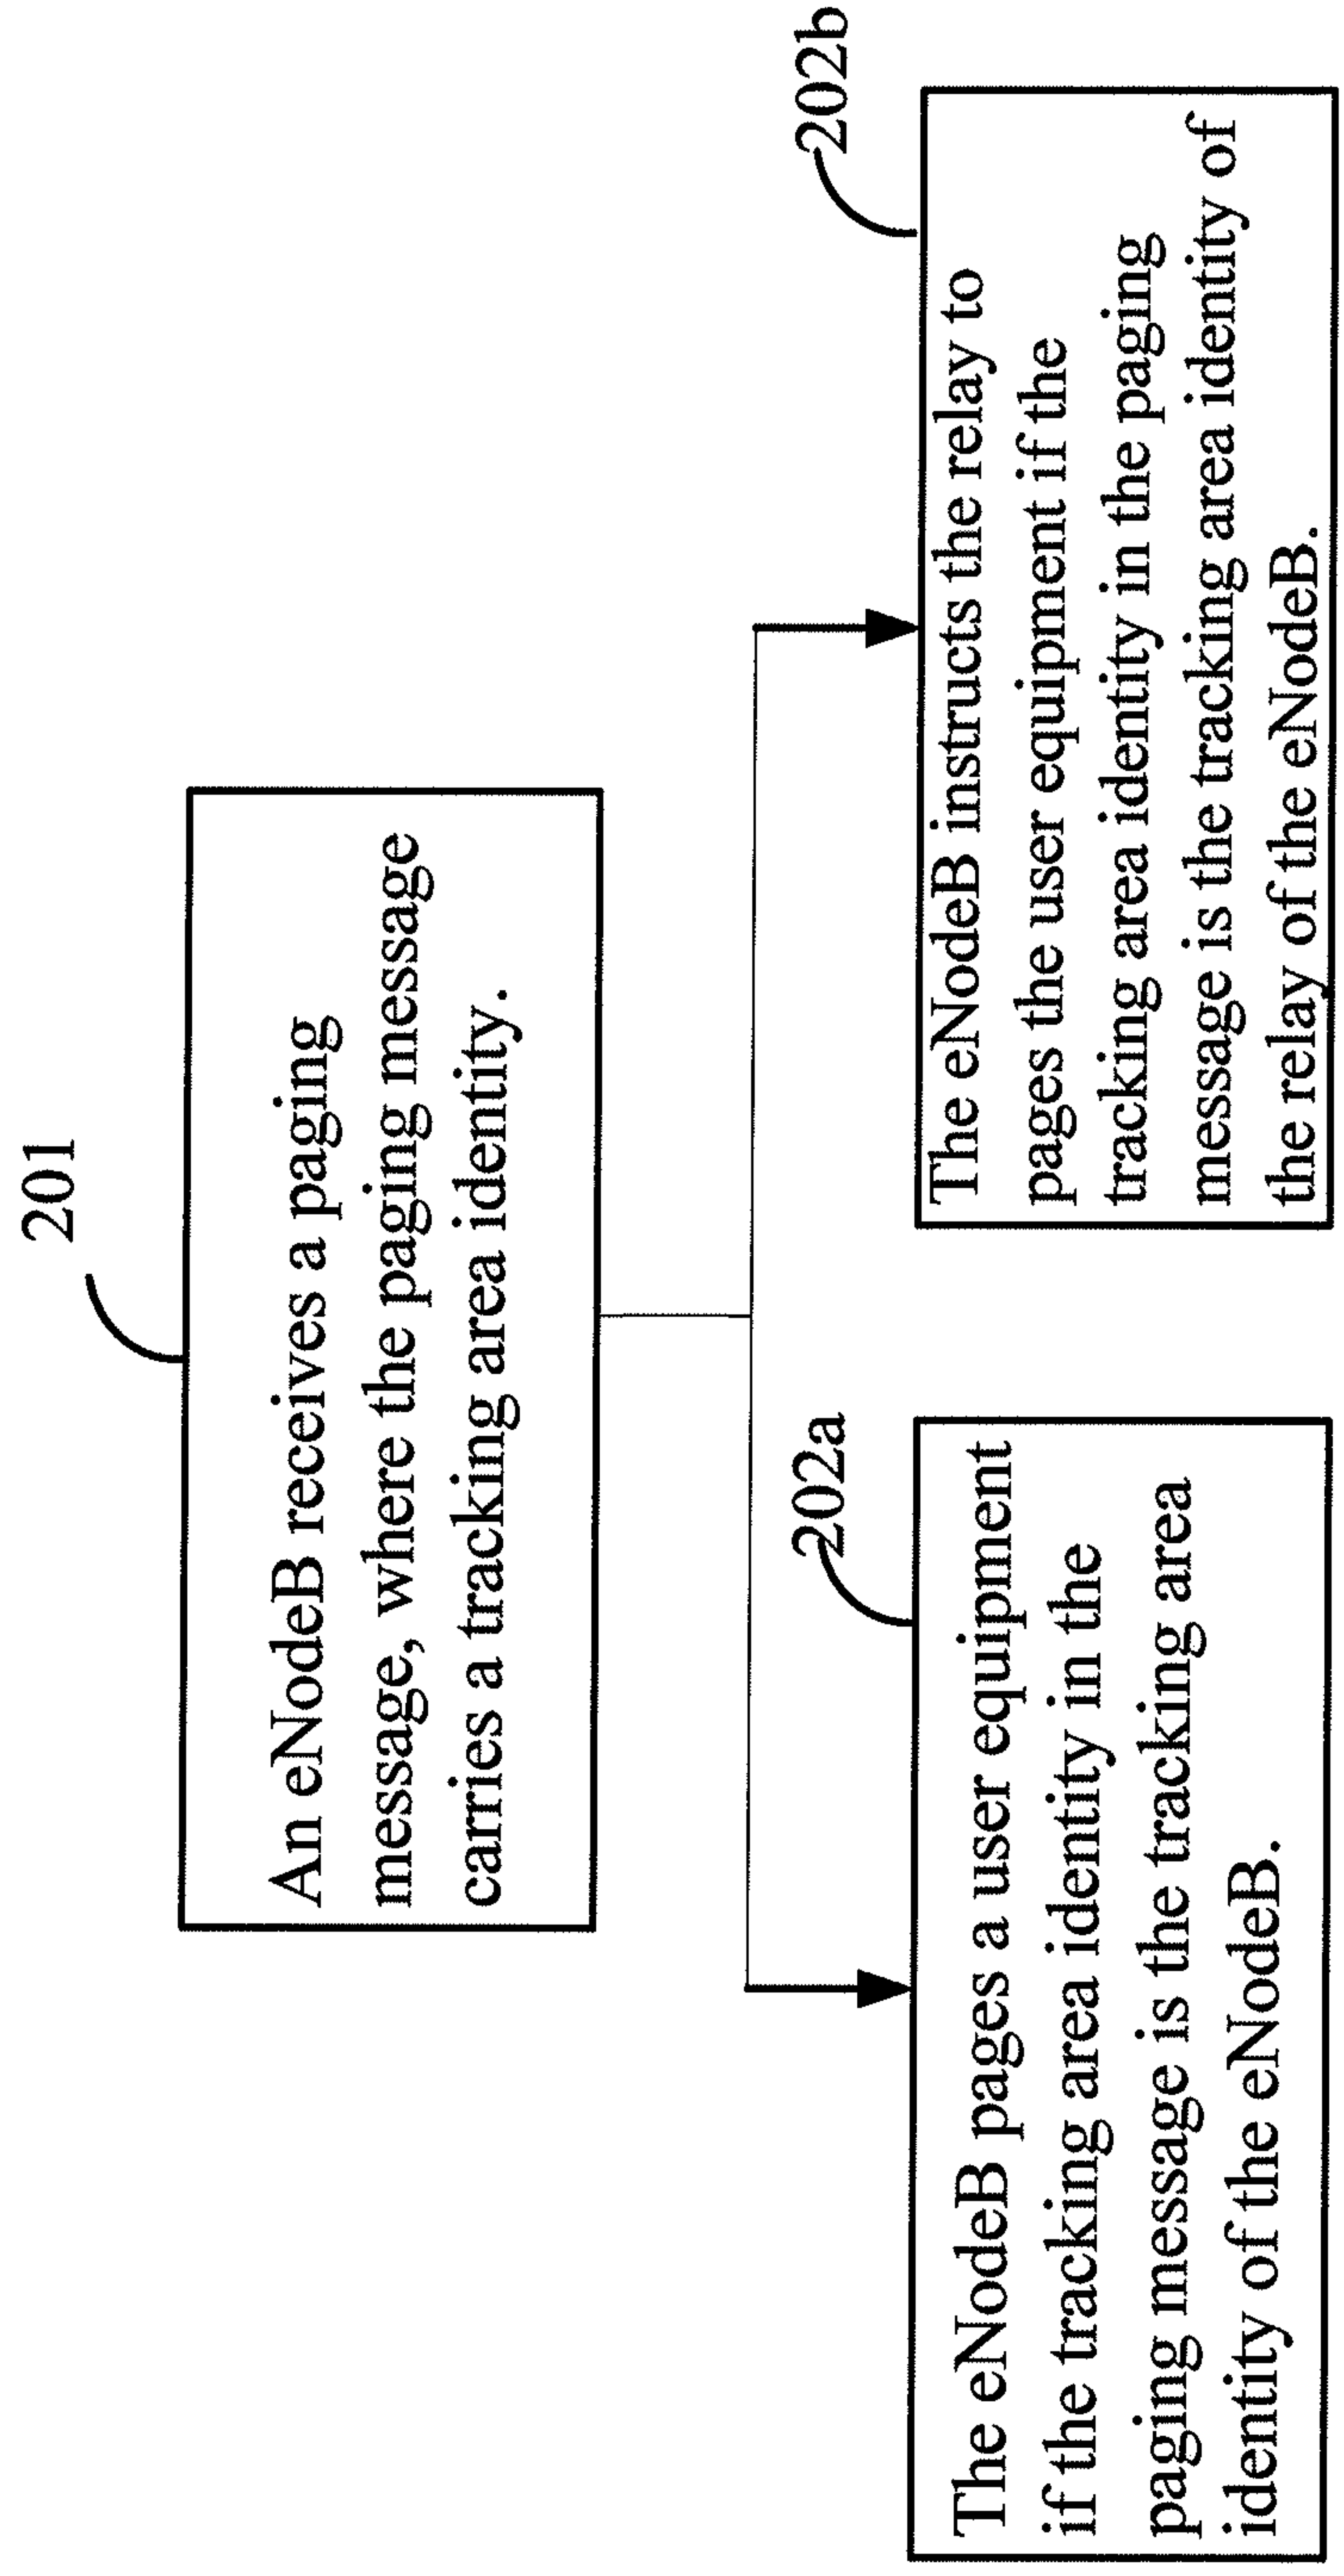 201
An eNodeB receives a paging
message, where the paging message
carries a tracking area identity.
202a
The eNodeB pages a user equipment
if the tracking area identity in the
paging message is the tracking area
identity of the eNodeB.
202b
The eNodeB instructs the relay to
pages the user equipment if the
tracking area identity in the paging
message is the tracking area identity of
the relay of the eNodeB.